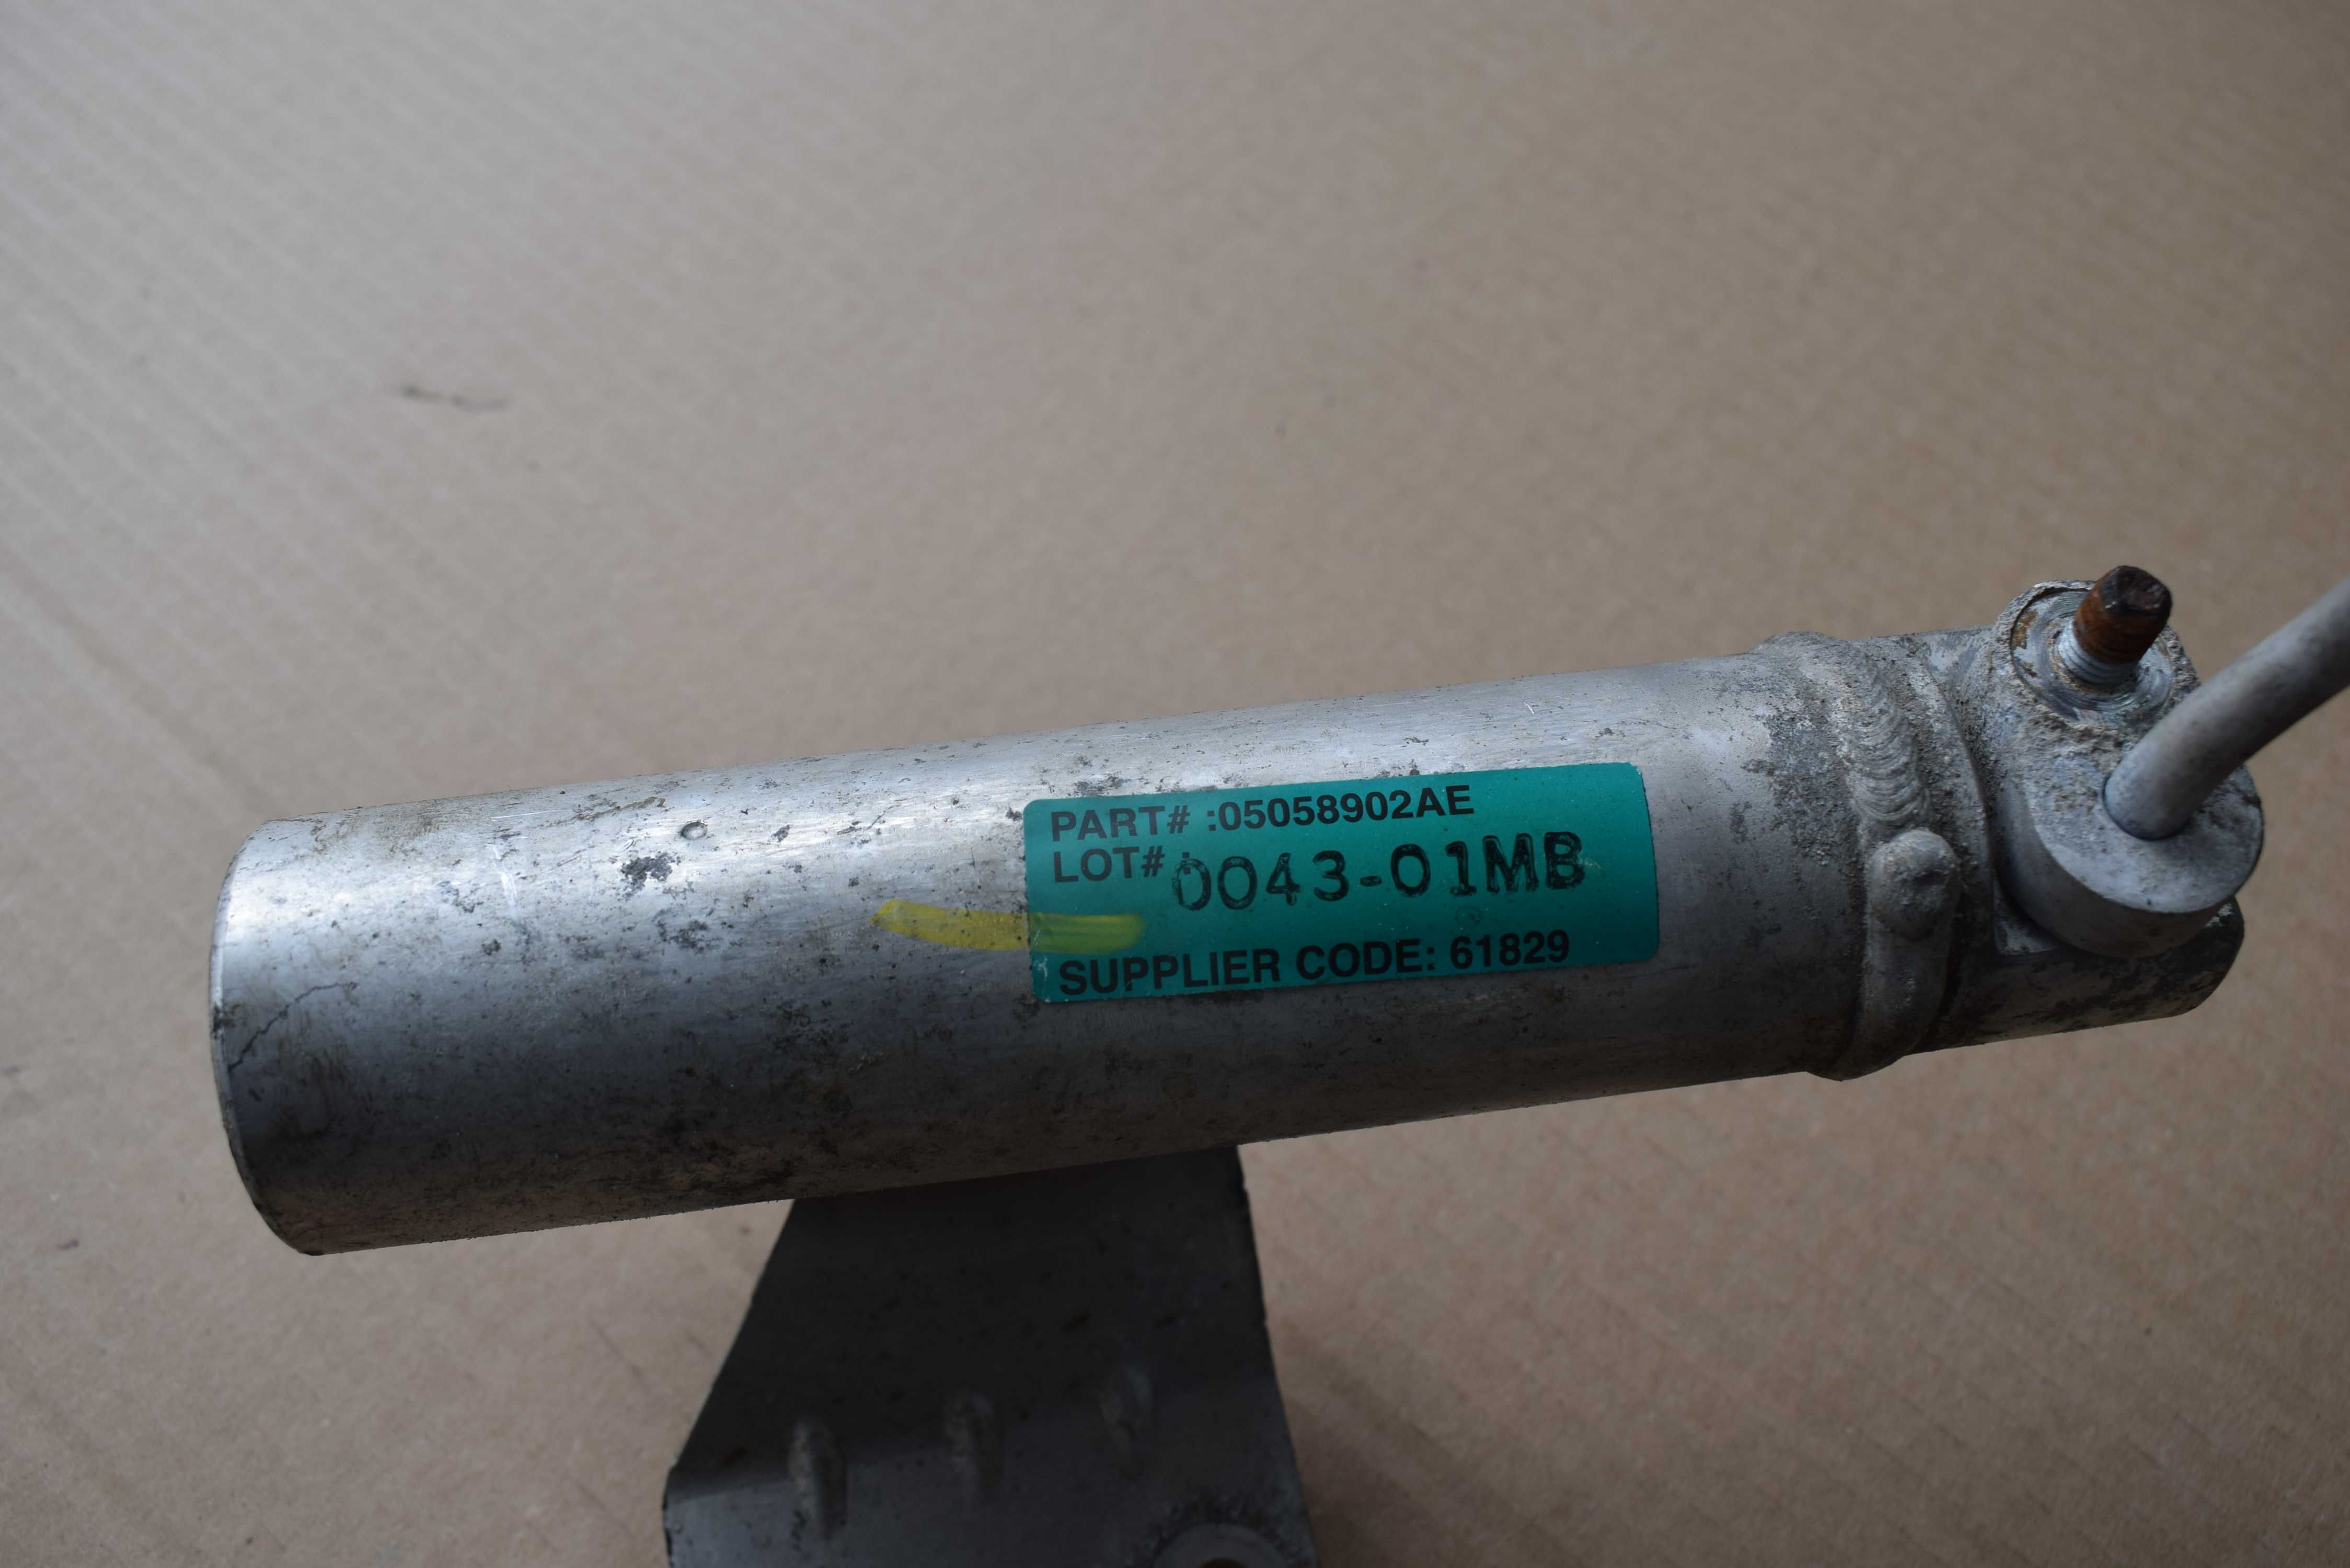 PART# :05058902AE
LOT# 0043-01MB
SUPPLIER CODE: 61829